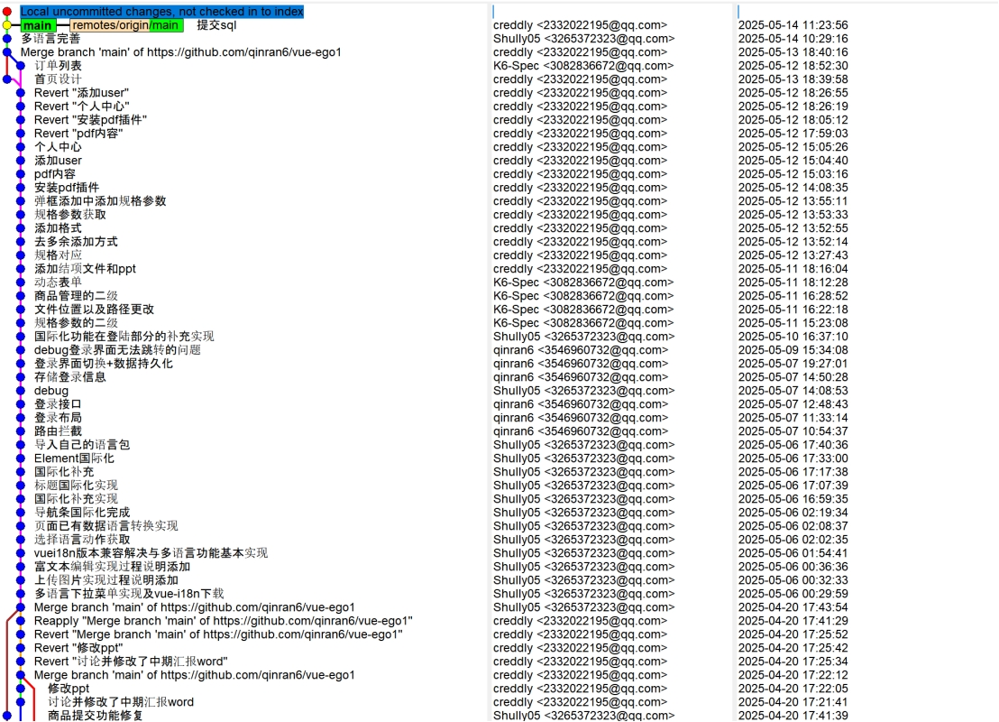 Local uncommitted changes, not checked in to index
main remotes/origin/main 提交sql creddly <2332022195@qq.com> 2025-05-14 11:23:56
多语言完善 Shully05 <3265372323@qq.com> 2025-05-14 10:29:16
Merge branch 'main' of https://github.com/qinran6/vue-ego1 creddly <2332022195@qq.com> 2025-05-13 18:40:16
订单列表 K6-Spec <3082836672@qq.com> 2025-05-12 18:52:30
首页设计 creddly <2332022195@qq.com> 2025-05-13 18:39:58
Revert "添加user" creddly <2332022195@qq.com> 2025-05-12 18:26:55
Revert "个人中心" creddly <2332022195@qq.com> 2025-05-12 18:26:19
Revert "安装pdf插件" creddly <2332022195@qq.com> 2025-05-12 18:05:12
Revert "pdf内容" creddly <2332022195@qq.com> 2025-05-12 17:59:03
个人中心 creddly <2332022195@qq.com> 2025-05-12 15:05:26
添加user creddly <2332022195@qq.com> 2025-05-12 15:04:40
pdf内容 creddly <2332022195@qq.com> 2025-05-12 15:03:16
安装pdf插件 creddly <2332022195@qq.com> 2025-05-12 14:08:35
弹框添加中添加规格参数 creddly <2332022195@qq.com> 2025-05-12 13:55:11
规格参数获取 creddly <2332022195@qq.com> 2025-05-12 13:53:33
添加格式 creddly <2332022195@qq.com> 2025-05-12 13:52:55
去多余添加方式 creddly <2332022195@qq.com> 2025-05-12 13:52:14
规格对应 creddly <2332022195@qq.com> 2025-05-12 13:27:43
添加结项文件和ppt creddly <2332022195@qq.com> 2025-05-11 18:16:04
动态表单 K6-Spec <3082836672@qq.com> 2025-05-11 18:12:28
商品管理的二级 K6-Spec <3082836672@qq.com> 2025-05-11 16:28:52
文件位置以及路径更改 K6-Spec <3082836672@qq.com> 2025-05-11 16:22:18
规格参数的二级 K6-Spec <3082836672@qq.com> 2025-05-11 15:23:08
国际化功能在登陆部分的补充实现 Shully05 <3265372323@qq.com> 2025-05-10 16:37:10
debug登录界面无法跳转的问题 qinran6 <3546960732@qq.com> 2025-05-09 15:34:08
登录界面切换+数据持久化 qinran6 <3546960732@qq.com> 2025-05-07 19:27:01
存储登录信息 qinran6 <3546960732@qq.com> 2025-05-07 14:50:28
debug Shully05 <3265372323@qq.com> 2025-05-07 14:08:53
登录接口 qinran6 <3546960732@qq.com> 2025-05-07 12:48:43
登录布局 qinran6 <3546960732@qq.com> 2025-05-07 11:33:14
路由拦截 qinran6 <3546960732@qq.com> 2025-05-07 10:54:37
导入自己的语言包 Shully05 <3265372323@qq.com> 2025-05-06 17:40:36
Element国际化 Shully05 <3265372323@qq.com> 2025-05-06 17:33:00
国际化补充 Shully05 <3265372323@qq.com> 2025-05-06 17:17:38
标题国际化实现 Shully05 <3265372323@qq.com> 2025-05-06 17:07:39
国际化补充实现 Shully05 <3265372323@qq.com> 2025-05-06 16:59:35
导航条国际化完成 Shully05 <3265372323@qq.com> 2025-05-06 02:19:34
页面已有数据语言转换实现 Shully05 <3265372323@qq.com> 2025-05-06 02:08:37
选择语言动作获取 Shully05 <3265372323@qq.com> 2025-05-06 02:02:35
vuei18n版本兼容解决与多语言功能基本实现 Shully05 <3265372323@qq.com> 2025-05-06 01:54:41
富文本编辑实现过程说明添加 Shully05 <3265372323@qq.com> 2025-05-06 00:36:36
上传图片实现过程说明添加 Shully05 <3265372323@qq.com> 2025-05-06 00:32:33
多语言下拉菜单实现及vue-i18n下载 Shully05 <3265372323@qq.com> 2025-05-06 00:29:59
Merge branch 'main' of https://github.com/qinran6/vue-ego1 Shully05 <3265372323@qq.com> 2025-04-20 17:43:54
Reapply "Merge branch 'main' of https://github.com/qinran6/vue-ego1" creddly <2332022195@qq.com> 2025-04-20 17:41:29
Revert "Merge branch 'main' of https://github.com/qinran6/vue-ego1" creddly <2332022195@qq.com> 2025-04-20 17:25:52
Revert "修改ppt" creddly <2332022195@qq.com> 2025-04-20 17:25:42
Revert "讨论并修改了中期汇报word" creddly <2332022195@qq.com> 2025-04-20 17:25:34
Merge branch 'main' of https://github.com/qinran6/vue-ego1 creddly <2332022195@qq.com> 2025-04-20 17:22:12
修改ppt creddly <2332022195@qq.com> 2025-04-20 17:22:05
讨论并修改了中期汇报word creddly <2332022195@qq.com> 2025-04-20 17:21:41
商品提交功能修复 Shully05 <3265372323@qq.com> 2025-04-20 17:41:39